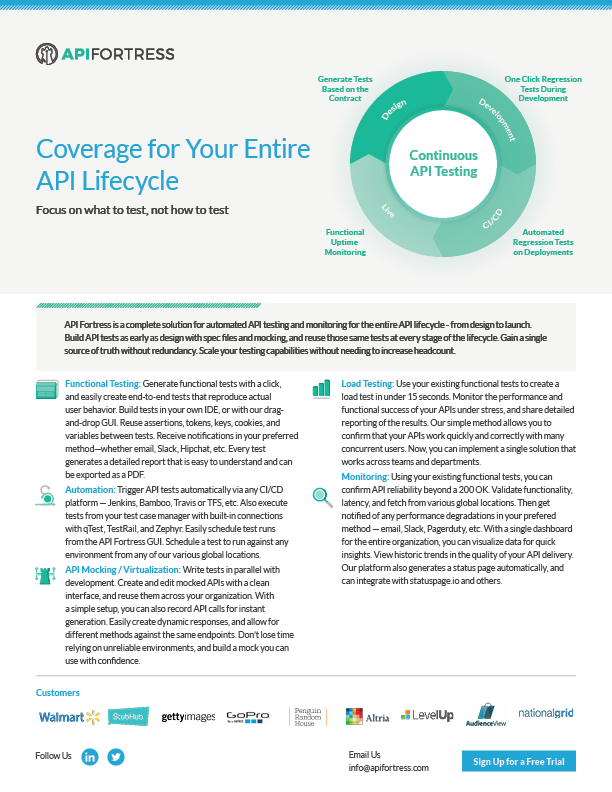 APIFORTRESS
Coverage for Your Entire
API Lifecycle
Focus on what to test, not how to test
Generate Tests
Based on the
Contract
One Click Regression
Tests During
Development
Design
Development
Continuous
API Testing
Live
CI/CD
Functional
Uptime
Monitoring
Automated
Regression Tests
on Deployments
API Fortress is a complete solution for automated API testing and monitoring for the entire API lifecycle - from design to launch.
Build API tests as early as design with spec files and mocking, and reuse those same tests at every stage of the lifecycle. Gain a single
source of truth without redundancy. Scale your testing capabilities without needing to increase headcount.
Functional Testing: Generate functional tests with a click,
and easily create end-to-end tests that reproduce actual
user behavior. Build tests in your own IDE, or with our drag-
and-drop GUI. Reuse assertions, tokens, keys, cookies, and
variables between tests. Receive notifications in your preferred
method—whether email, Slack, Hipchat, etc. Every test
generates a detailed report that is easy to understand and can
be exported as a PDF.
Automation: Trigger API tests automatically via any CI/CD
platform — Jenkins, Bamboo, Travis or TFS, etc. Also execute
tests from your test case manager with built-in connections
with qTest, TestRail, and Zephyr. Easily schedule test runs
from the API Fortress GUI. Schedule a test to run against any
environment from any of our various global locations.
API Mocking / Virtualization: Write tests in parallel with
development. Create and edit mocked APIs with a clean
interface, and reuse them across your organization. With
a simple setup, you can also record API calls for instant
generation. Easily create dynamic responses, and allow for
different methods against the same endpoints. Don't lose time
relying on unreliable environments, and build a mock you can
use with confidence.
Load Testing: Use your existing functional tests to create a
load test in under 15 seconds. Monitor the performance and
functional success of your APIs under stress, and share detailed
reporting of the results. Our simple method allows you to
confirm that your APIs work quickly and correctly with many
concurrent users. Now, you can implement a single solution that
works across teams and departments.
Monitoring: Using your existing functional tests, you can
confirm API reliability beyond a 200 OK. Validate functionality,
latency, and fetch from various global locations. Then get
notified of any performance degradations in your prefered
method — email, Slack, Pagerduty, etc. With a single dashboard
for the entire organization, you can visualize data for quick
insights. View historic trends in the quality of your API delivery.
Our platform also generates a status page automatically, and
can integrate with statuspage.io and others.
Customers
Walmart
StubHub
gettyimages
GoPro
Penguin
Random
House
Altria
LevelUp
AudienceView
nationalgrid
Follow Us
in
Email Us
info@apifortress.com
Sign Up for a Free Trial